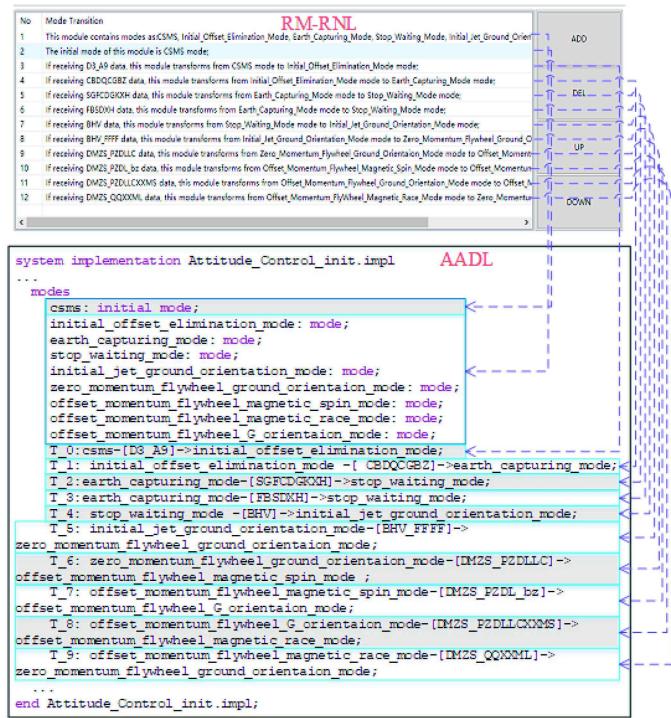 RM-RNL
No Mode Transition
1 This module contains modes as:CSMS, Initial_Offset_Elimination_Mode, Earth_Capturing_Mode, Stop_Waiting_Mode, Initial_Jet_Ground_Orien
2 The initial mode of this module is CSMS mode;
3 If receiving D3_A9 data, this module transforms from CSMS mode to Initial_Offset_Elimination_Mode mode;
4 If receiving CBDQCGBZ data, this module transforms from Initial_Offset_Elimination_Mode mode to Earth_Capturing_Mode mode;
5 If receiving SGFCDGKXH data, this module transforms from Earth_Capturing_Mode mode to Stop_Waiting_Mode mode;
6 If receiving FBSDXH data, this module transforms from Earth_Capturing_Mode mode to Stop_Waiting_Mode mode;
7 If receiving BHV data, this module transforms from Stop_Waiting_Mode mode to Initial_Jet_Ground_Orientation_Mode mode;
8 If receiving BHV_FFFF data, this module transforms from Initial_Jet_Ground_Orientation_Mode mode to Zero_Momentum_Flywheel_Ground_O
9 If receiving DMZS_PZDLLC data, this module transforms from Zero_Momentum_Flywheel_Ground_Orientaion_Mode mode to Offset_Moment
10 If receiving DMZS_PZDL_bz data, this module transforms from Offset_Momentum_Flywheel_Magnetic_Spin_Mode mode to Offset_Momentum
11 If receiving DMZS_PZDLLCXXMS data, this module transforms from Offset_Momentum_Flywheel_Ground_Orientaion_Mode mode to Offset_M
12 If receiving DMZS_QQXXML data, this module transforms from Offset_Momentum_FlyWheel_Magnetic_Race_Mode mode to Zero_Momentu
ADD
DEL
UP
DOWN
system implementation Attitude_Control_init.impl
AADL
...
modes
csms: initial mode;
initial_offset_elimination_mode: mode;
earth_capturing_mode: mode;
stop_waiting_mode: mode;
initial_jet_ground_orientation_mode: mode;
zero_momentum_flywheel_ground_orientaion_mode: mode;
offset_momentum_flywheel_magnetic_spin_mode: mode;
offset_momentum_flywheel_magnetic_race_mode: mode;
offset_momentum_flywheel_G_orientaion_mode: mode;
T_0:csms-[D3_A9]->initial_offset_elimination_mode;
T_1: initial_offset_elimination_mode -[ CBDQCGBZ]->earth_capturing_mode;
T_2:earth_capturing_mode-[SGFCDGKXH]->stop_waiting_mode;
T_3:earth_capturing_mode-[FBSDXH]->stop_waiting_mode;
T_4: stop_waiting_mode -[BHV]->initial_jet_ground_orientation_mode;
T_5: initial_jet_ground_orientation_mode-[BHV_FFFF]->
zero_momentum_flywheel_ground_orientaion_mode;
T_6: zero_momentum_flywheel_ground_orientaion_mode-[DMZS_PZDLLC]->
offset_momentum_flywheel_magnetic_spin_mode ;
T_7: offset_momentum_flywheel_magnetic_spin_mode-[DMZS_PZDL_bz]->
offset_momentum_flywheel_G_orientaion_mode;
T_8: offset_momentum_flywheel_G_orientaion_mode-[DMZS_PZDLLCXXMS]->
offset_momentum_flywheel_magnetic_race_mode;
T_9: offset_momentum_flywheel_magnetic_race_mode-[DMZS_QQXXML]->
zero_momentum_flywheel_ground_orientaion_mode;
...
end Attitude_Control_init.impl;